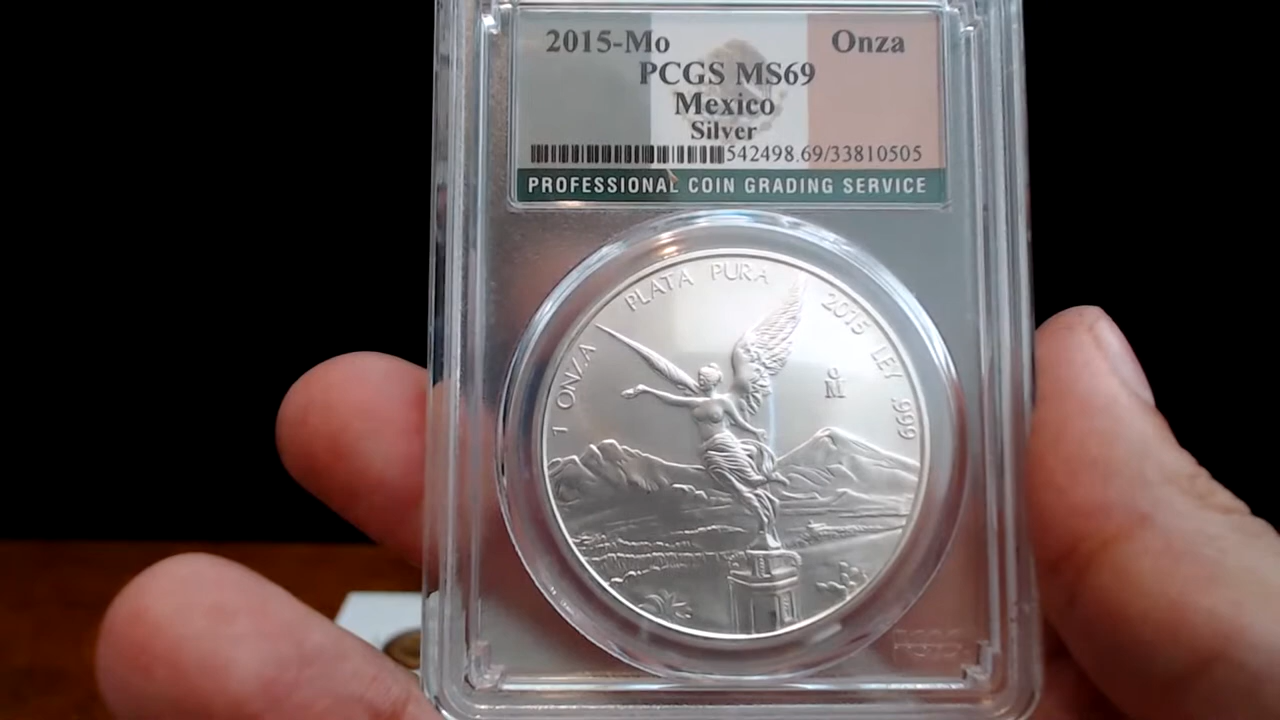 2015-Mo Onza
PCGS MS69
Mexico
Silver
542498.69/33810505
PROFESSIONAL COIN GRADING SERVICE
1 ONZA PLATA PURA 2015 LEY .999
oM